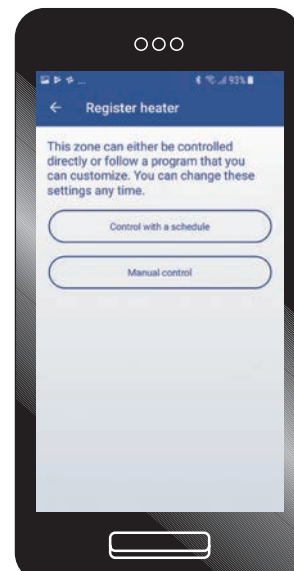 93%
← Register heater
This zone can either be controlled
directly or follow a program that you
can customize. You can change these
settings any time.
Control with a schedule
Manual control